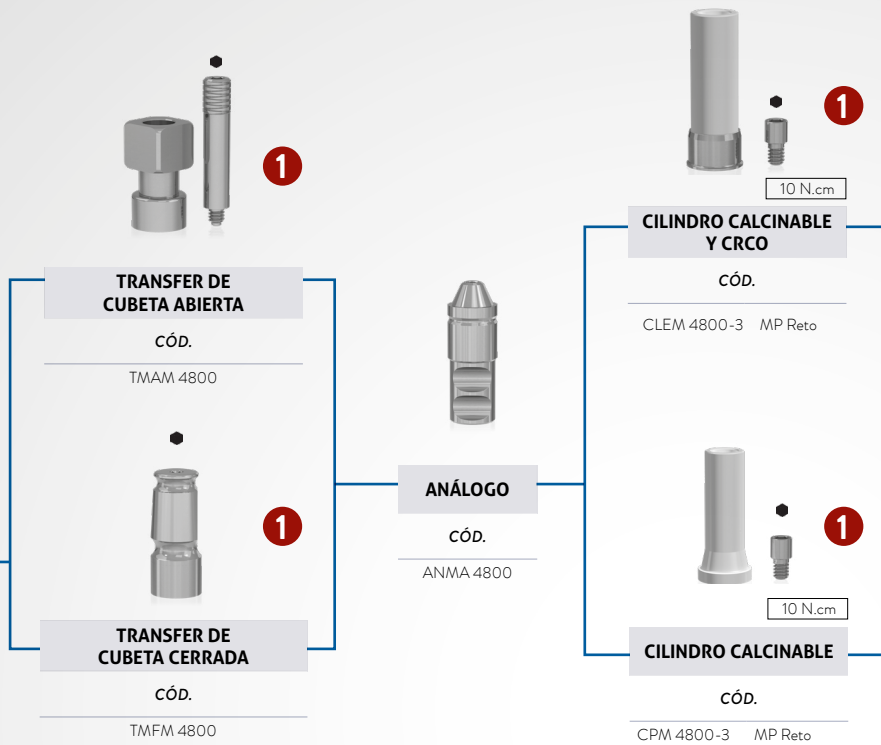 1
TRANSFER DE
CUBETA ABIERTA
CÓD.
TMAM 4800
1
TRANSFER DE
CUBETA CERRADA
CÓD.
TMFM 4800
ANÁLOGO
CÓD.
ANMA 4800
1
10 N.cm
CILINDRO CALCINABLE
Y CRCO
CÓD.
CLEM 4800-3 MP Reto
1
10 N.cm
CILINDRO CALCINABLE
CÓD.
CPM 4800-3 MP Reto